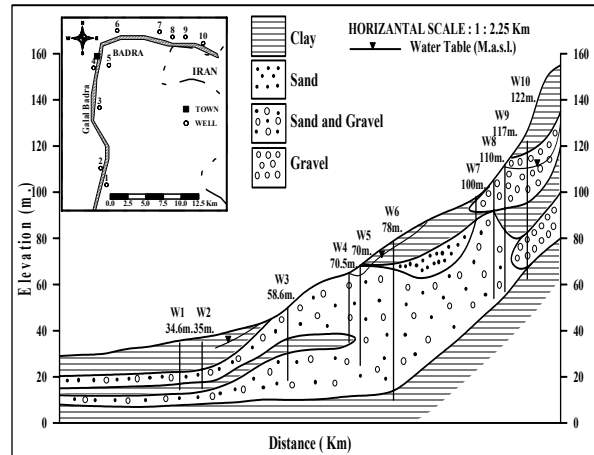 HORIZANTAL SCALE : 1 : 2.25 Km
Water Table (M.a.s.l.)
Clay
Sand
Sand and Gravel
Gravel
6
7
8
9
10
BADRA
4
5
IRAN
3
TOWN
WELL
Galal Badra
2
1
0.0 2.5 5.0 7.5 10.0 12.5 Km
Elevation (m.)
160
140
120
100
80
60
40
20
0
W1
34.6m.
W2
35m.
W3
58.6m.
W4
70.5m.
W5
70m.
W6
78m.
W7
100m.
W8
110m.
W9
117m.
W10
122m.
Distance ( Km)